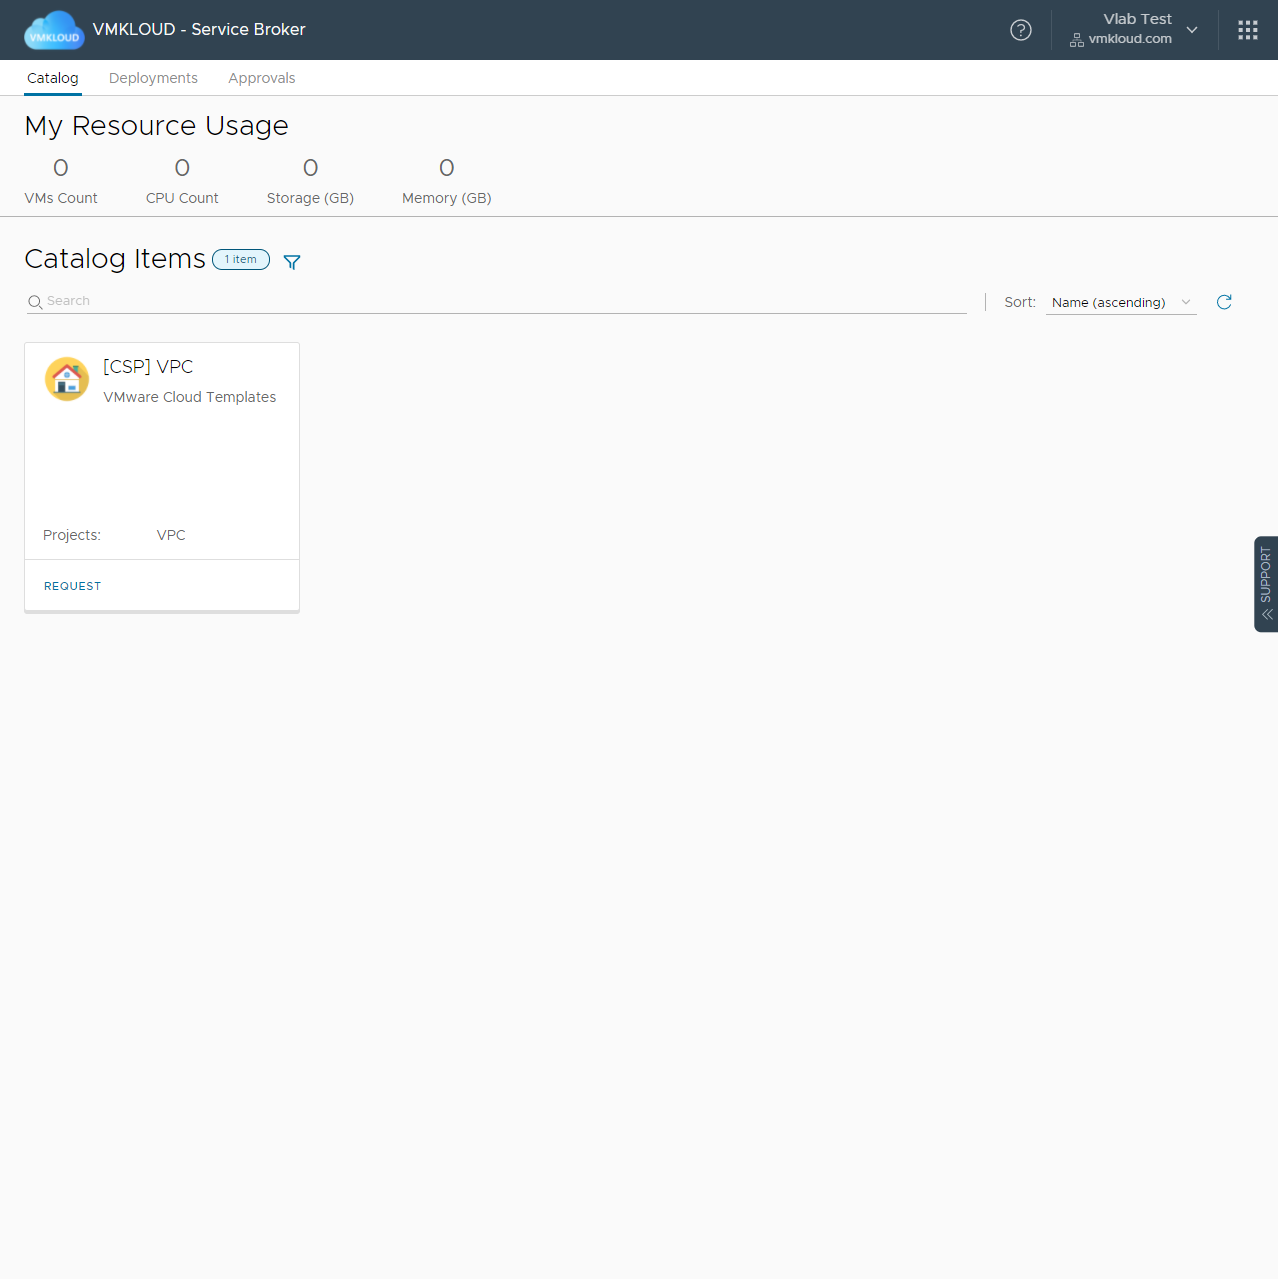 VMKLOUD
VMKLOUD - Service Broker
Vlab Test
vmkloud.com
Catalog
Deployments
Approvals
My Resource Usage
0
0
0
0
VMs Count
CPU Count
Storage (GB)
Memory (GB)
Catalog Items
1 item
Search
Sort:
Name (ascending)
[CSP] VPC
VMware Cloud Templates
Projects:
VPC
REQUEST
SUPPORT